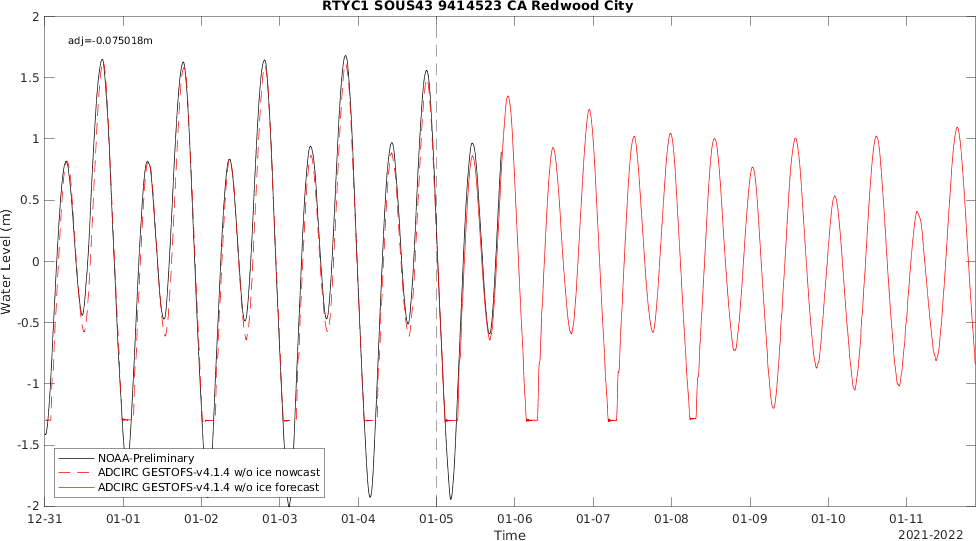 RTYC1 SOUS43 9414523 CA Redwood City
adj=-0.075018m
2
1.5
1
0.5
0
-0.5
-1
-1.5
-2
Water Level (m)
NOAA-Preliminary
ADCIRC GESTOFS-v4.1.4 w/o ice nowcast
ADCIRC GESTOFS-v4.1.4 w/o ice forecast
12-31 01-01 01-02 01-03 01-04 01-05 01-06 01-07 01-08 01-09 01-10 01-11
Time
2021-2022